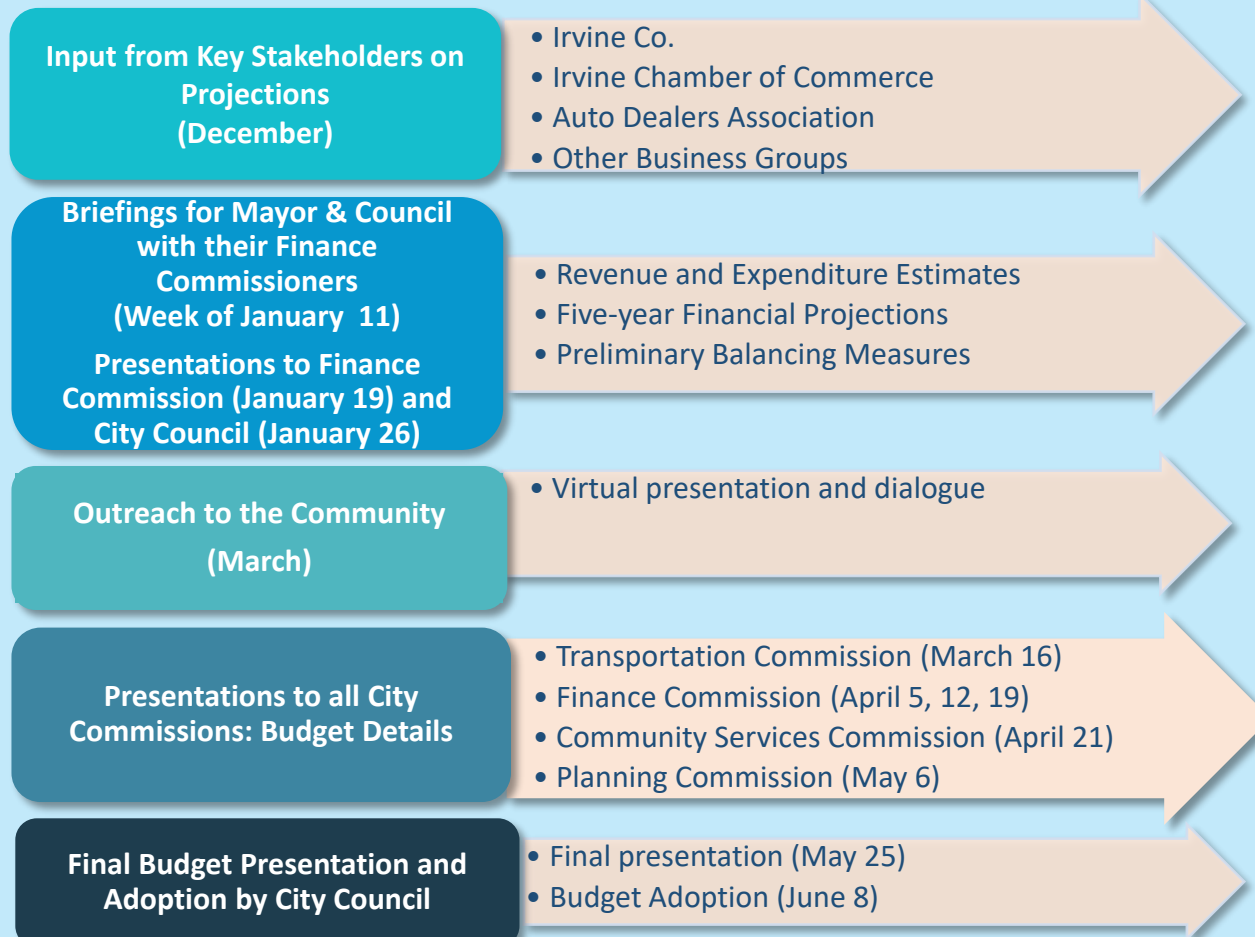 Input from Key Stakeholders on
Projections
(December)
• Irvine Co.
• Irvine Chamber of Commerce
• Auto Dealers Association
• Other Business Groups
Briefings for Mayor & Council
with their Finance
Commissioners
(Week of January 11)
Presentations to Finance
Commission (January 19) and
City Council (January 26)
• Revenue and Expenditure Estimates
• Five-year Financial Projections
• Preliminary Balancing Measures
Outreach to the Community
(March)
• Virtual presentation and dialogue
Presentations to all City
Commissions: Budget Details
• Transportation Commission (March 16)
• Finance Commission (April 5, 12, 19)
• Community Services Commission (April 21)
• Planning Commission (May 6)
Final Budget Presentation and
Adoption by City Council
• Final presentation (May 25)
• Budget Adoption (June 8)